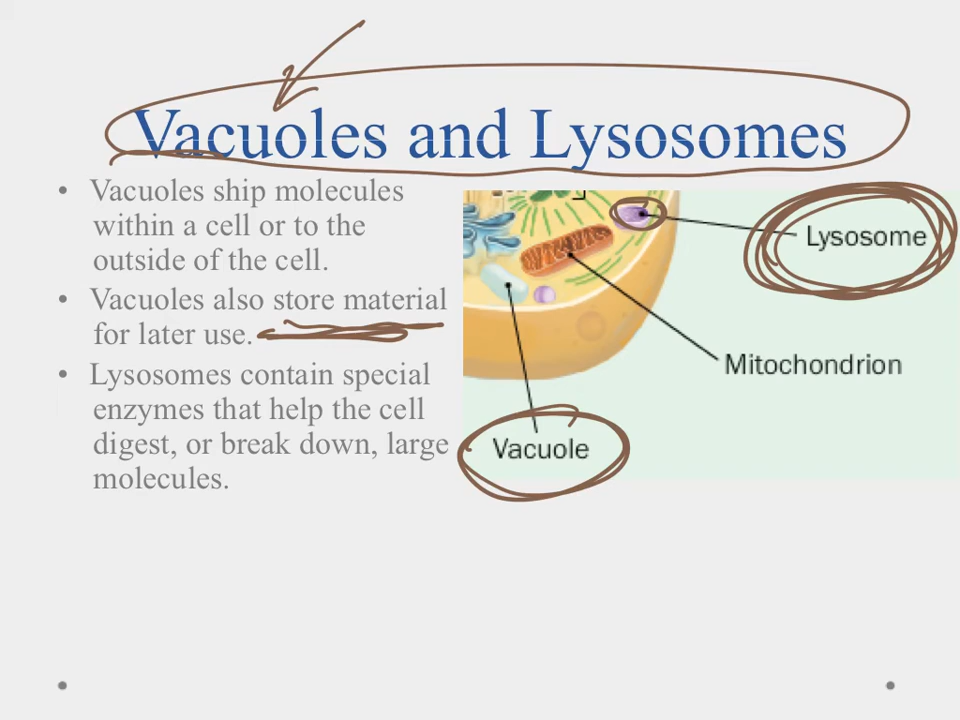 Vacuoles and Lysosomes
• Vacuoles ship molecules
within a cell or to the
outside of the cell.
• Vacuoles also store material
for later use.
• Lysosomes contain special
enzymes that help the cell
digest, or break down, large
molecules.
Lysosome
Mitochondrion
Vacuole